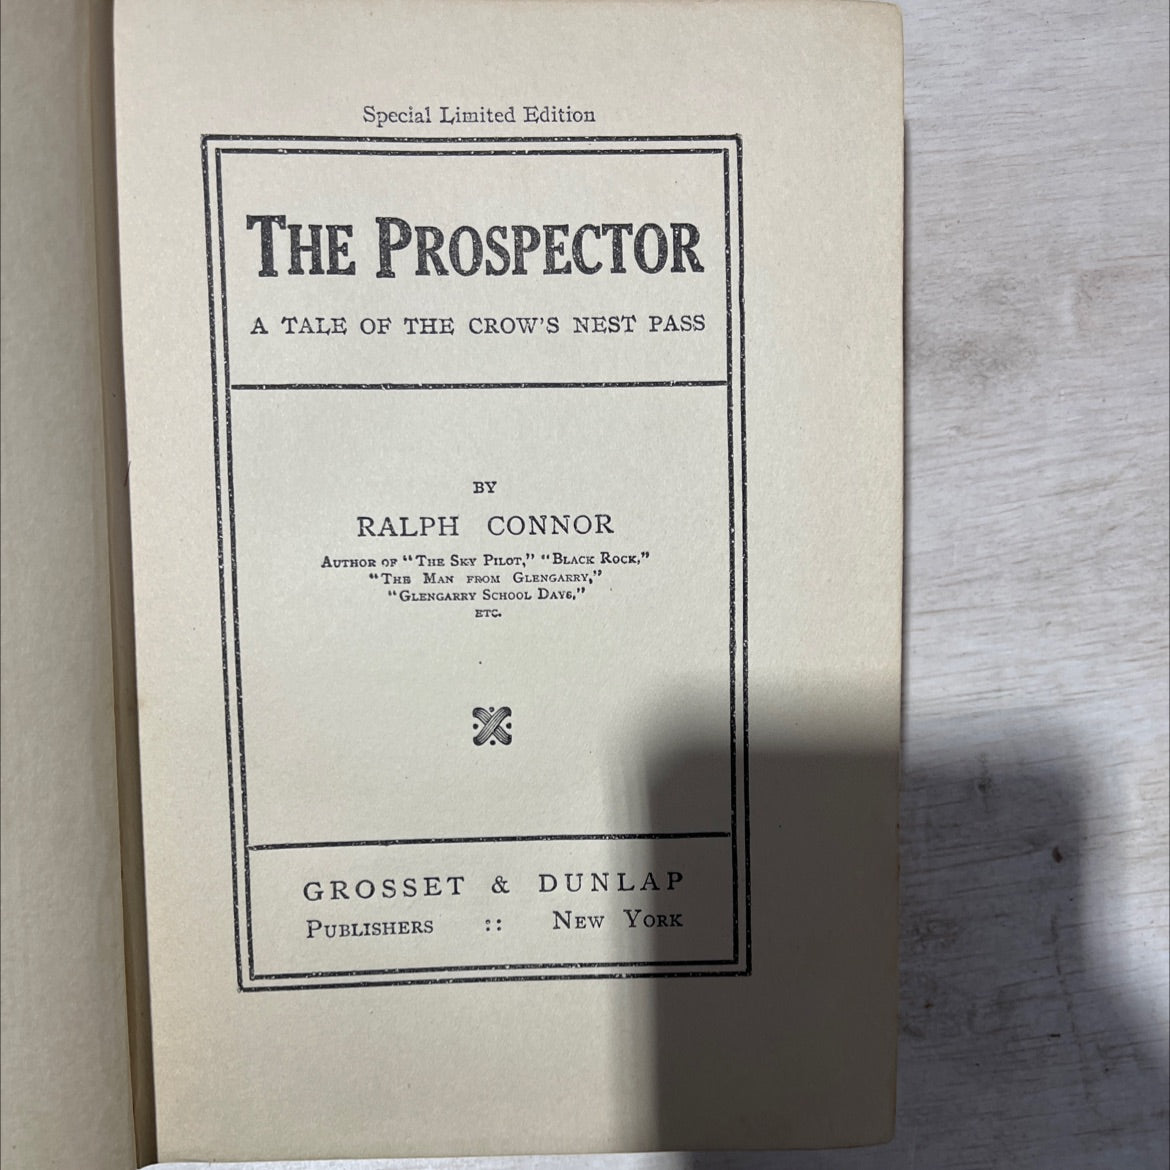 Special Limited Edition
THE PROSPECTOR
A TALE OF THE CROW'S NEST PASS
BY
RALPH CONNOR
AUTHOR OF "THE SKY PILOT," "BLACK ROCK,"
"THE MAN FROM GLENGARRY,"
"GLENGARRY SCHOOL DAYS,"
ETC.
GROSSET & DUNLAP
PUBLISHERS :: NEW YORK